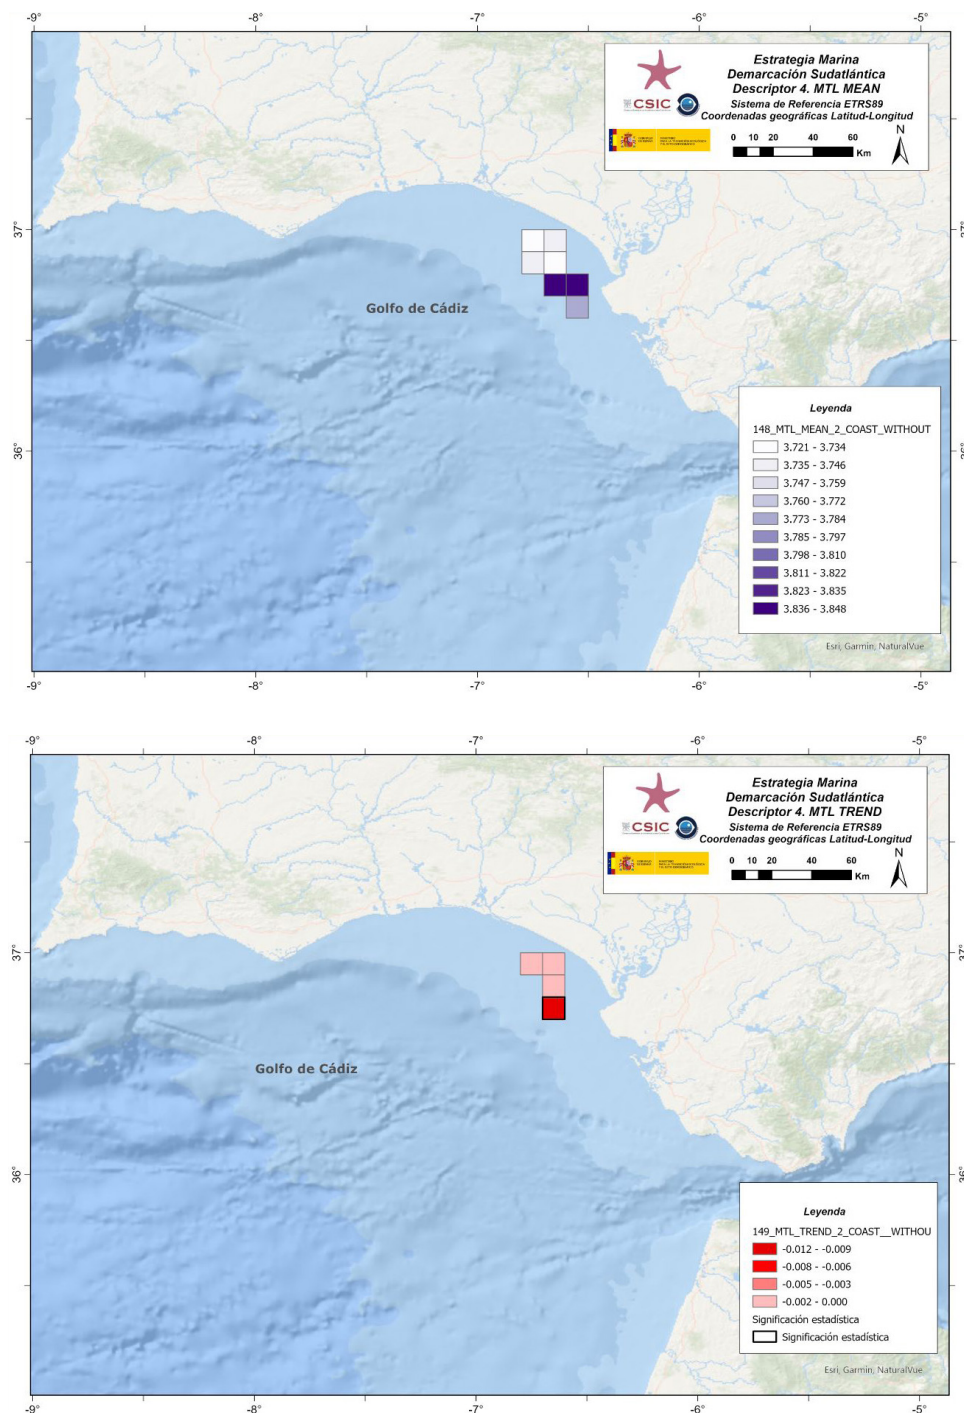 -9° -8° -7° -6° -5°
Estrategia Marina
Demarcación Sudatlántica
Descriptor 4. MTL MEAN
Sistema de Referencia ETRS89
Coordenadas geográficas Latitud-Longitud
CSIC
0 10 20 40 60
Km
N
37° 37°
Golfo de Cádiz
36° 36°
Leyenda
148_MTL_MEAN_2_COAST_WITHOUT
3.721 - 3.734
3.735 - 3.746
3.747 - 3.759
3.760 - 3.772
3.773 - 3.784
3.785 - 3.797
3.798 - 3.810
3.811 - 3.822
3.823 - 3.835
3.836 - 3.848
Esri, Garmin, NaturalVue
-9° -8° -7° -6° -5°
-9° -8° -7° -6° -5°
Estrategia Marina
Demarcación Sudatlántica
Descriptor 4. MTL TREND
Sistema de Referencia ETRS89
Coordenadas geográficas Latitud-Longitud
CSIC
0 10 20 40 60
Km
N
37° 37°
Golfo de Cádiz
36° 36°
Leyenda
149_MTL_TREND_2_COAST__WITHOU
-0.012 - -0.009
-0.008 - -0.006
-0.005 - -0.003
-0.002 - 0.000
Significación estadística
Significación estadística
Esri, Garmin, NaturalVue
-9° -8° -7° -6° -5°